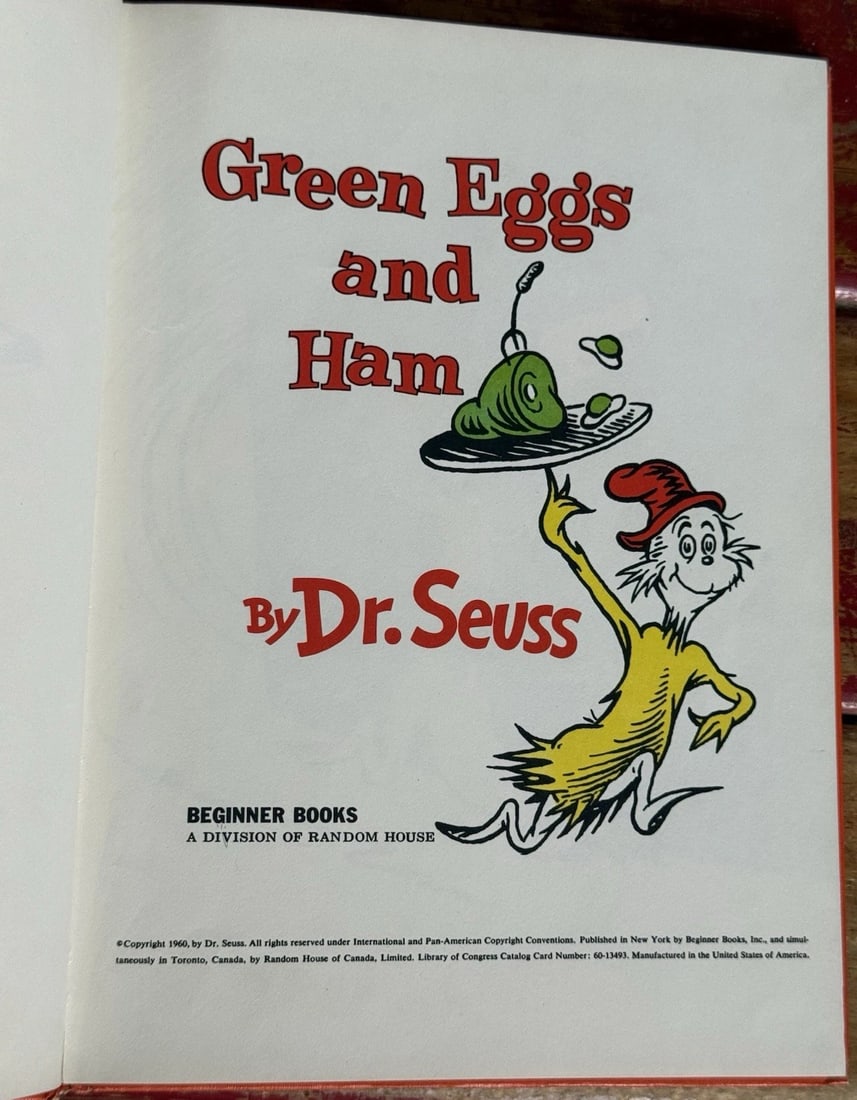 Green Eggs
and
Ham
By Dr. Seuss
BEGINNER BOOKS
A DIVISION OF RANDOM HOUSE
©Copyright 1960, by Dr. Seuss. All rights reserved under International and Pan-American Copyright Conventions. Published in New York by Beginner Books, Inc., and simul-
taneously in Toronto, Canada, by Random House of Canada, Limited. Library of Congress Catalog Card Number: 60-13493. Manufactured in the United States of America.